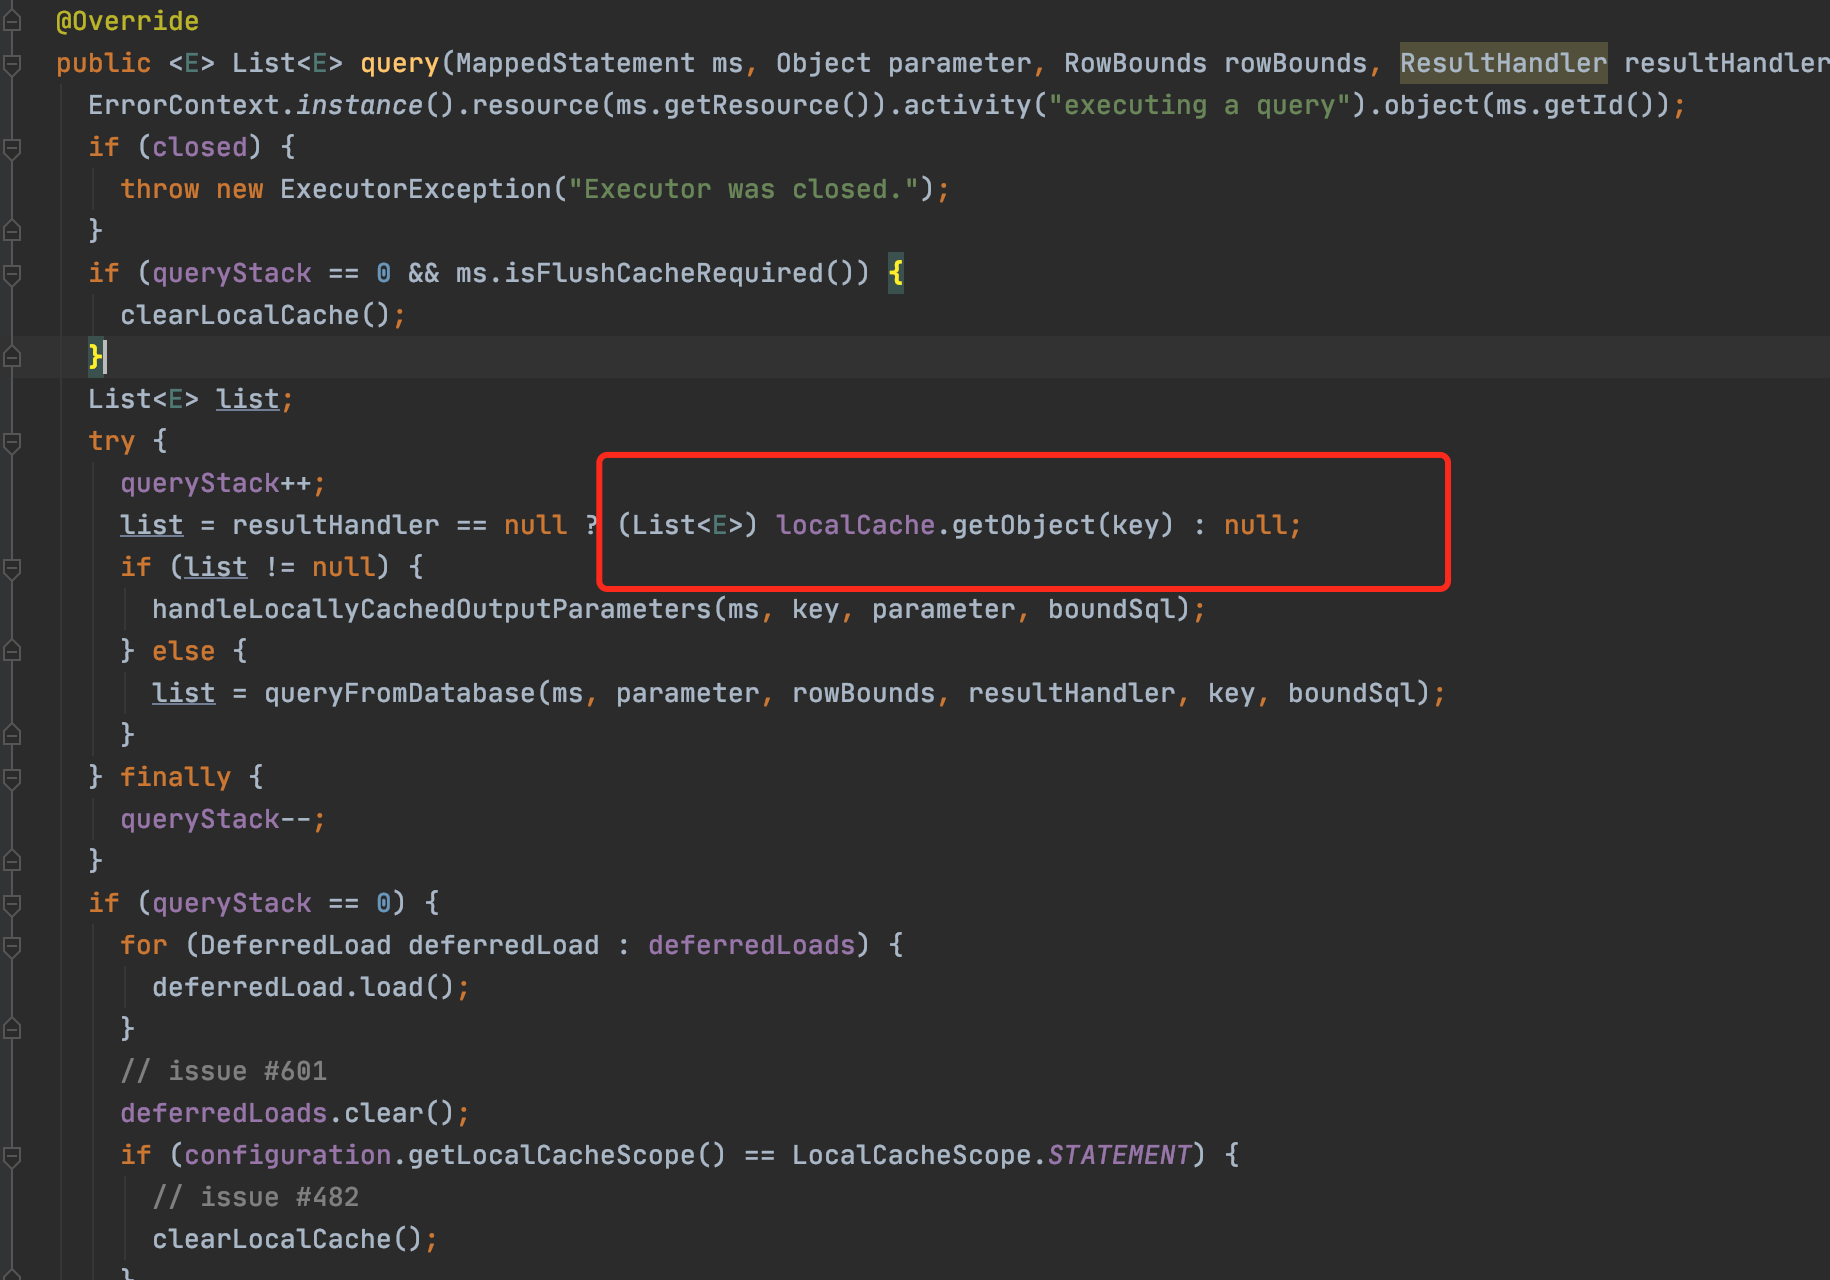 @Override
public <E> List<E> query(MappedStatement ms, Object parameter, RowBounds rowBounds, ResultHandler resultHandler
ErrorContext.instance().resource(ms.getResource()).activity("executing a query").object(ms.getId());
if (closed) {
throw new ExecutorException("Executor was closed.");
}
if (queryStack == 0 && ms.isFlushCacheRequired()) {
clearLocalCache();
}
List<E> list;
try {
queryStack++;
list = resultHandler == null ? (List<E>) localCache.getObject(key) : null;
if (list != null) {
handleLocallyCachedOutputParameters(ms, key, parameter, boundSql);
} else {
list = queryFromDatabase(ms, parameter, rowBounds, resultHandler, key, boundSql);
}
} finally {
queryStack--;
}
if (queryStack == 0) {
for (DeferredLoad deferredLoad : deferredLoads) {
deferredLoad.load();
}
// issue #601
deferredLoads.clear();
if (configuration.getLocalCacheScope() == LocalCacheScope.STATEMENT) {
// issue #482
clearLocalCache();
}